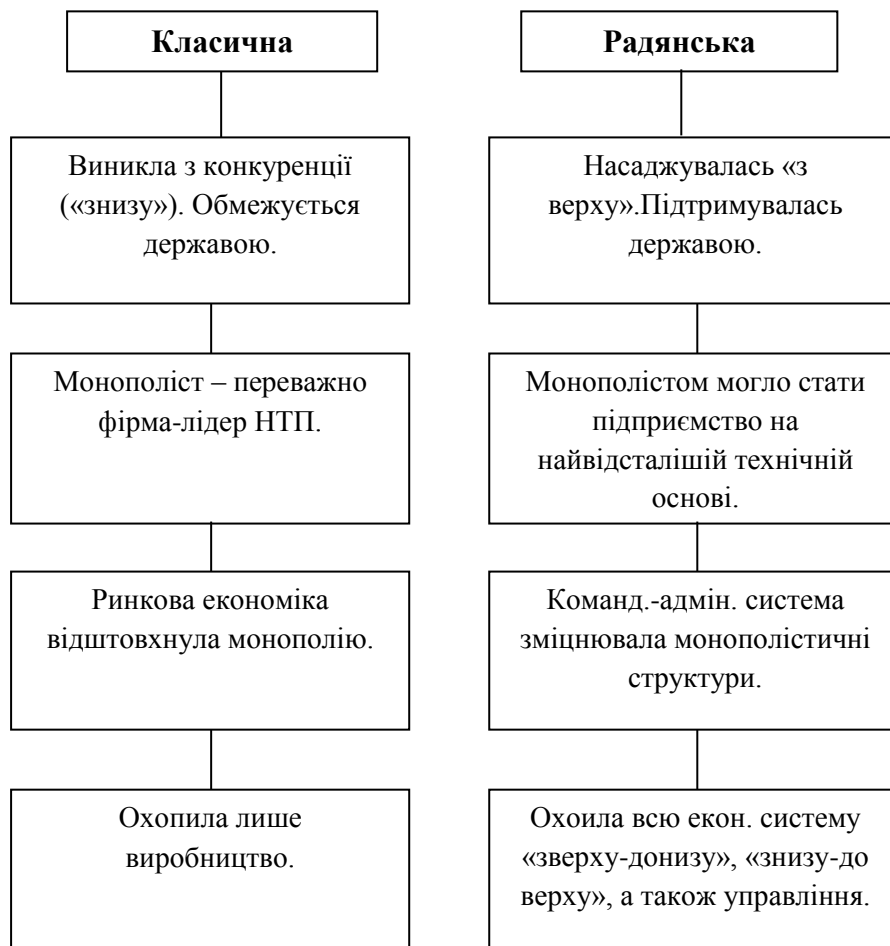 Класична
Виникла з конкуренції
(«знизу»). Обмежується
державою.
Монополіст – переважно
фірма-лідер НТП.
Ринкова економіка
відштовхнула монополію.
Охопила лише
виробництво.
Радянська
Насаджувалась «з
верху».Підтримувалась
державою.
Монополістом могло стати
підприємство на
найвідсталішій технічній
основі.
Команд.-адмін. система
зміцнювала монополістичні
структури.
Охоила всю екон. систему
«зверху-донизу», «знизу-до
верху», а також управління.